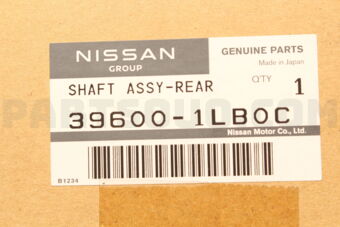 NISSAN
GROUP
GENUINE PARTS
Made in Japan
SHAFT ASSY-REAR
Q'TY
1
39600-1LB0C
Nissan Motor Co., Ltd.
B1234